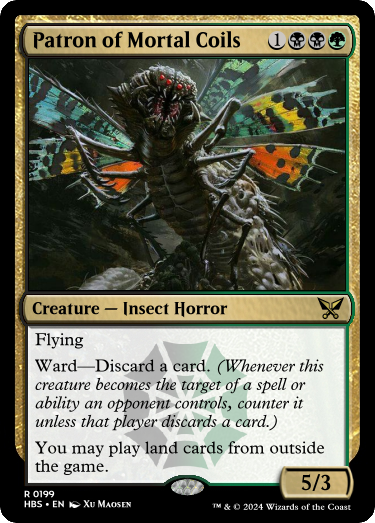 Patron of Mortal Coils 1
Creature — Insect Horror
Flying
Ward—Discard a card. (Whenever this
creature becomes the target of a spell or
ability an opponent controls, counter it
unless that player discards a card.)
You may play land cards from outside
the game.
5/3
R 0199
HBS • EN Xu Maosen
™ & © 2024 Wizards of the Coast